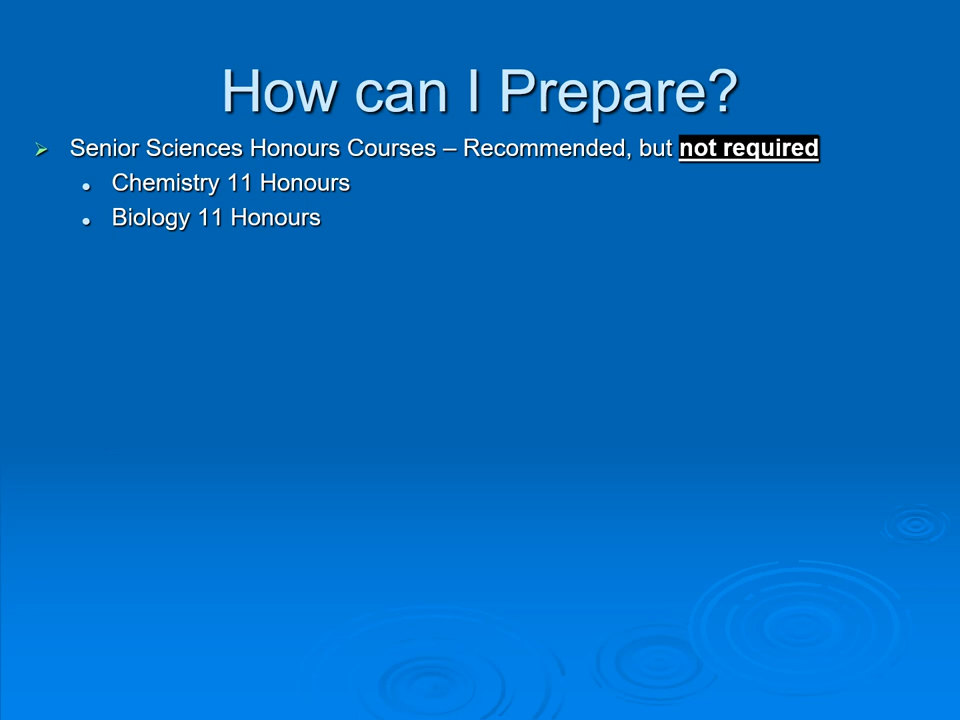 How can I Prepare?
Senior Sciences Honours Courses – Recommended, but not required
Chemistry 11 Honours
Biology 11 Honours